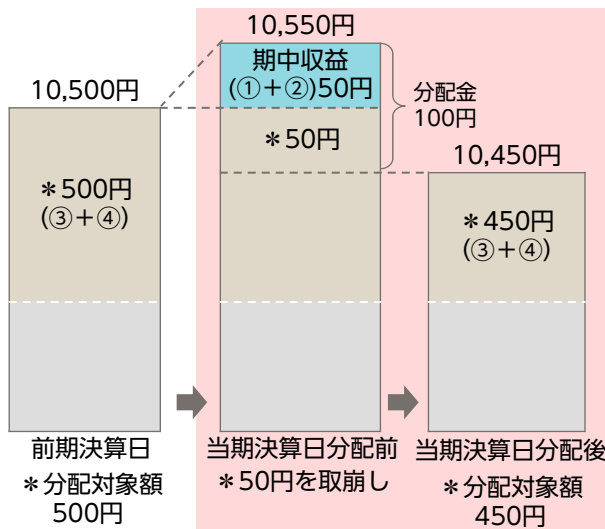 10,500円
＊500円
(③＋④)
前期決算日
＊分配対象額
500円
10,550円
期中収益
(①＋②)50円
＊50円
分配金
100円
当期決算日分配前
＊50円を取崩し
10,450円
＊450円
(③＋④)
当期決算日分配後
＊分配対象額
450円